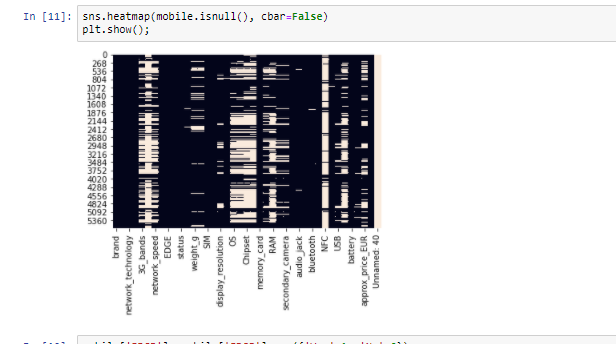 In [11]: sns.heatmap(mobile.isnull(), cbar=False)
plt.show();
0
268
536
804
1072
1340
1608
1876
2144
2412
2680
2948
3216
3484
3752
4020
4288
4556
4824
5092
5360
brand
network_technology
3G_bands
network_speed
EDGE
status
weight_g
SIM
display_resolution
OS
Chipset
memory_card
RAM
secondary_camera
audio_jack
bluetooth
NFC
USB
battery
approx_price_EUR
Unnamed: 40